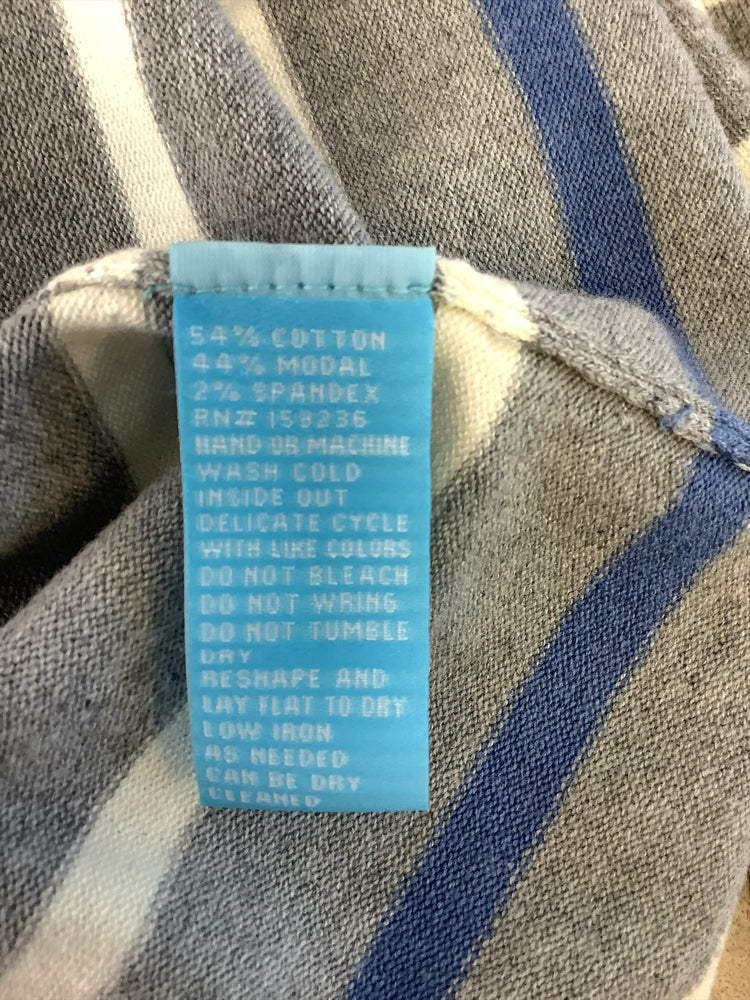 54% COTTON
44% MODAL
2% SPANDEX
RN# 159236
HAND OR MACHINE
WASH COLD
INSIDE OUT
DELICATE CYCLE
WITH LIKE COLORS
DO NOT BLEACH
DO NOT WRING
DO NOT TUMBLE
DRY
RESHAPE AND
LAY FLAT TO DRY
LOW IRON
AS NEEDED
CAN BE DRY
CLEANED